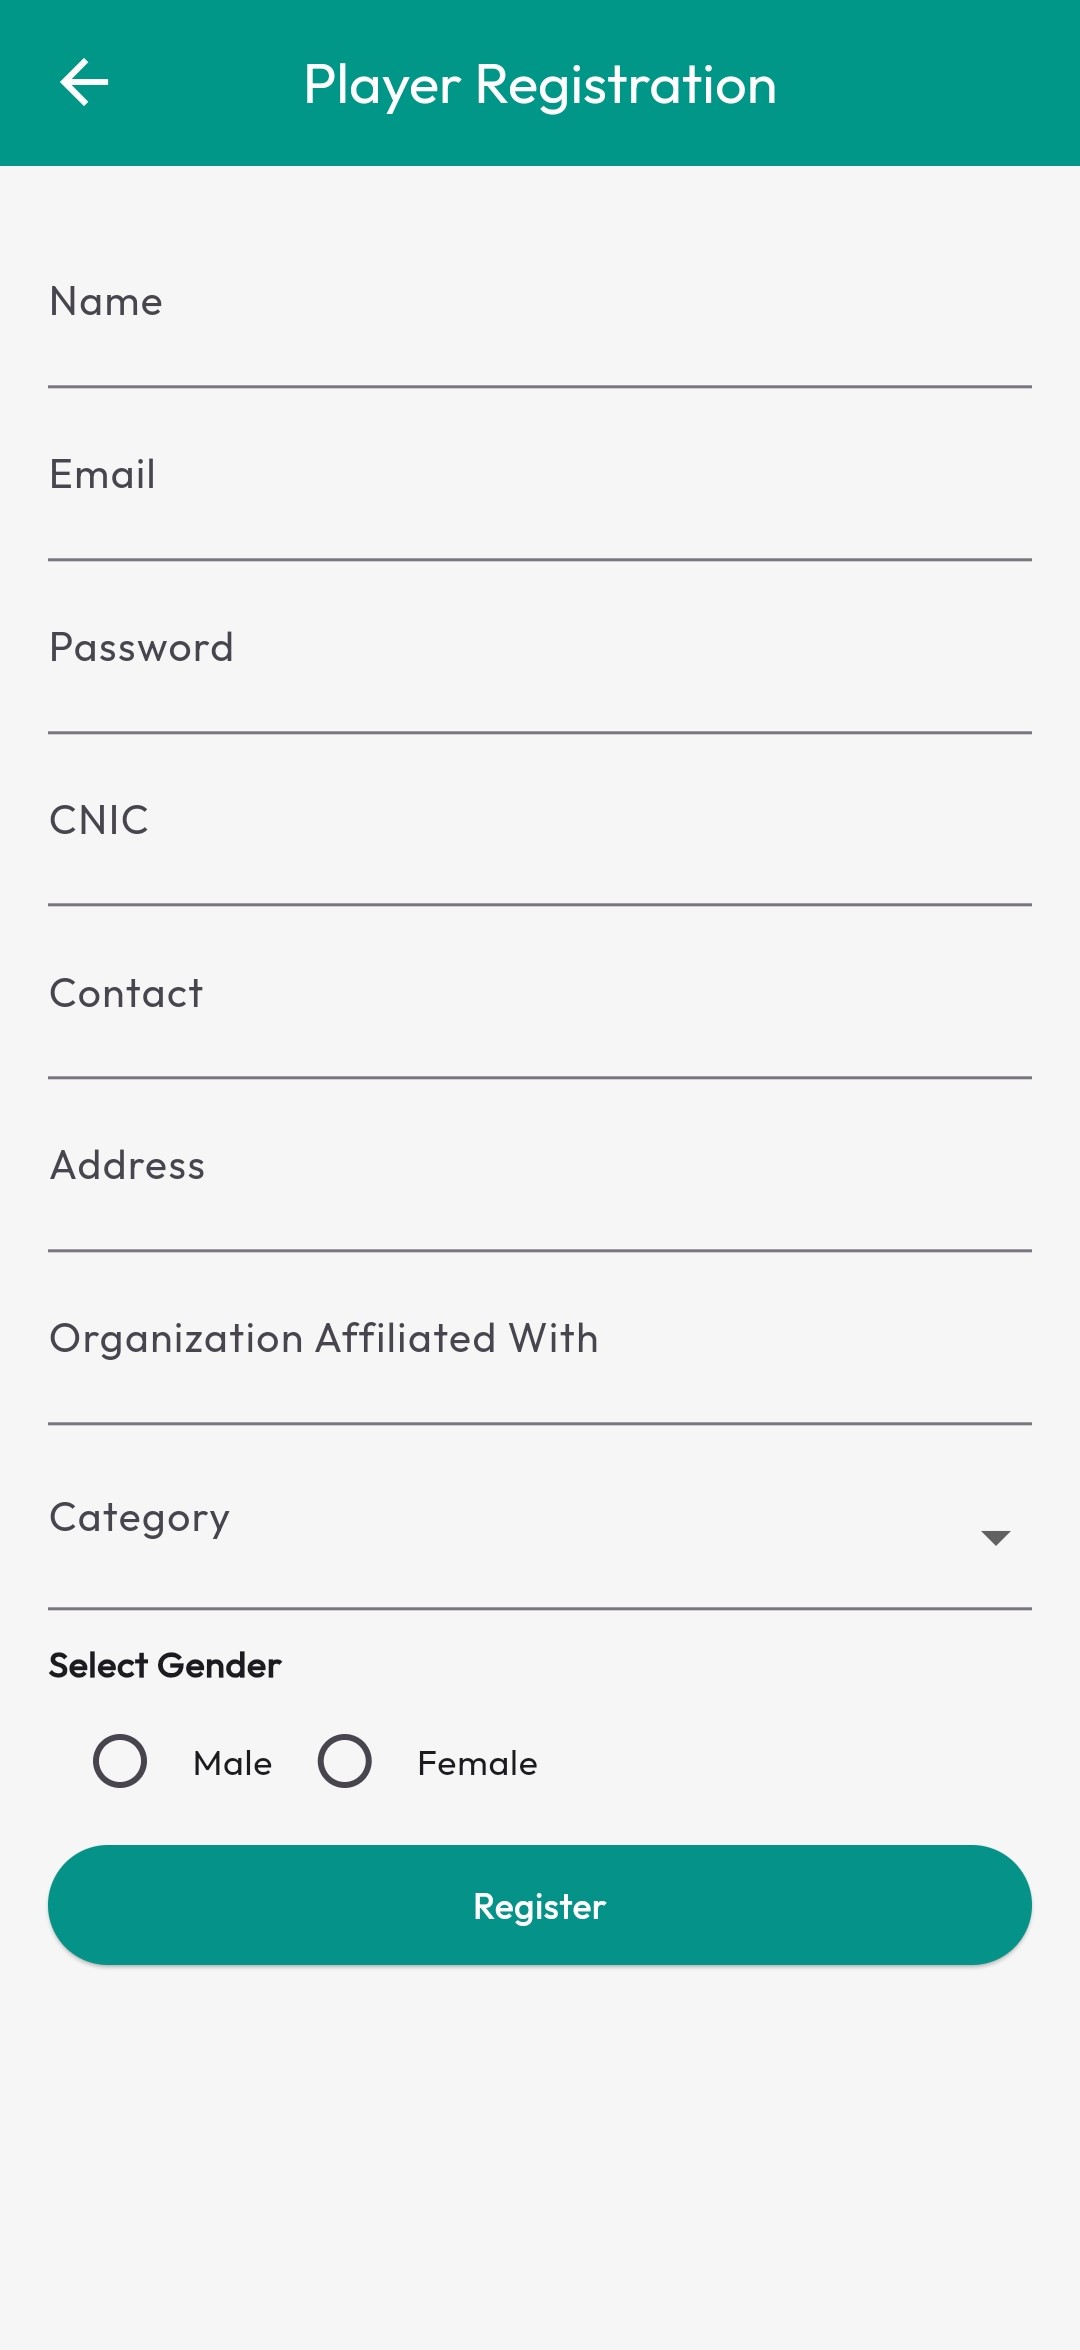 Player Registration
Name
Email
Password
CNIC
Contact
Address
Organization Affiliated With
Category
Select Gender
Male Female
Register